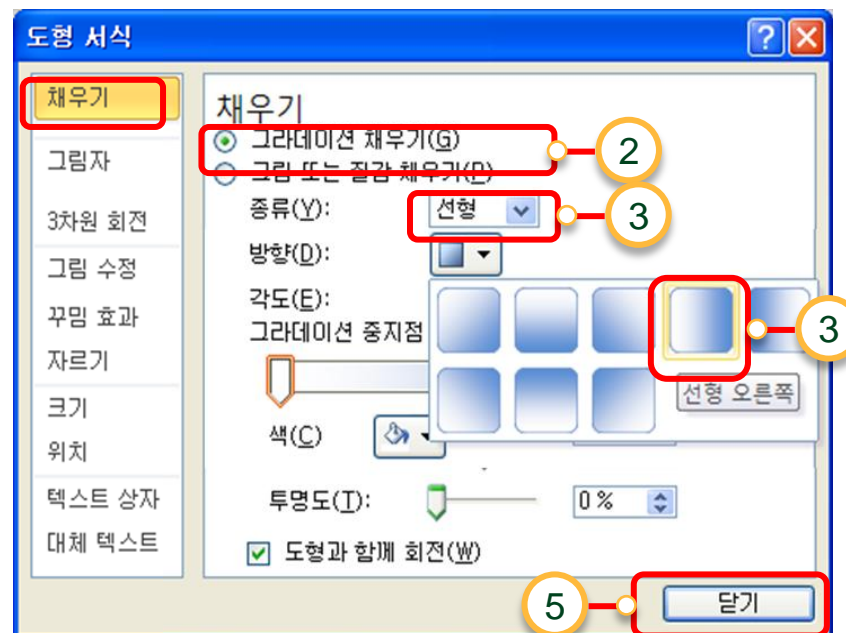 도형 서식
채우기
그림자
3차원 회전
그림 수정
꾸밈 효과
자르기
크기
위치
텍스트 상자
대체 텍스트
채우기
그라데이션 채우기(G)
2
그림 또는 질감 채우기(P)
종류(Y): 선형
3
방향(D):
각도(E):
그라데이션 중지점
3
선형 오른쪽
색(C)
투명도(T): 0 %
도형과 함께 회전(W)
5
닫기